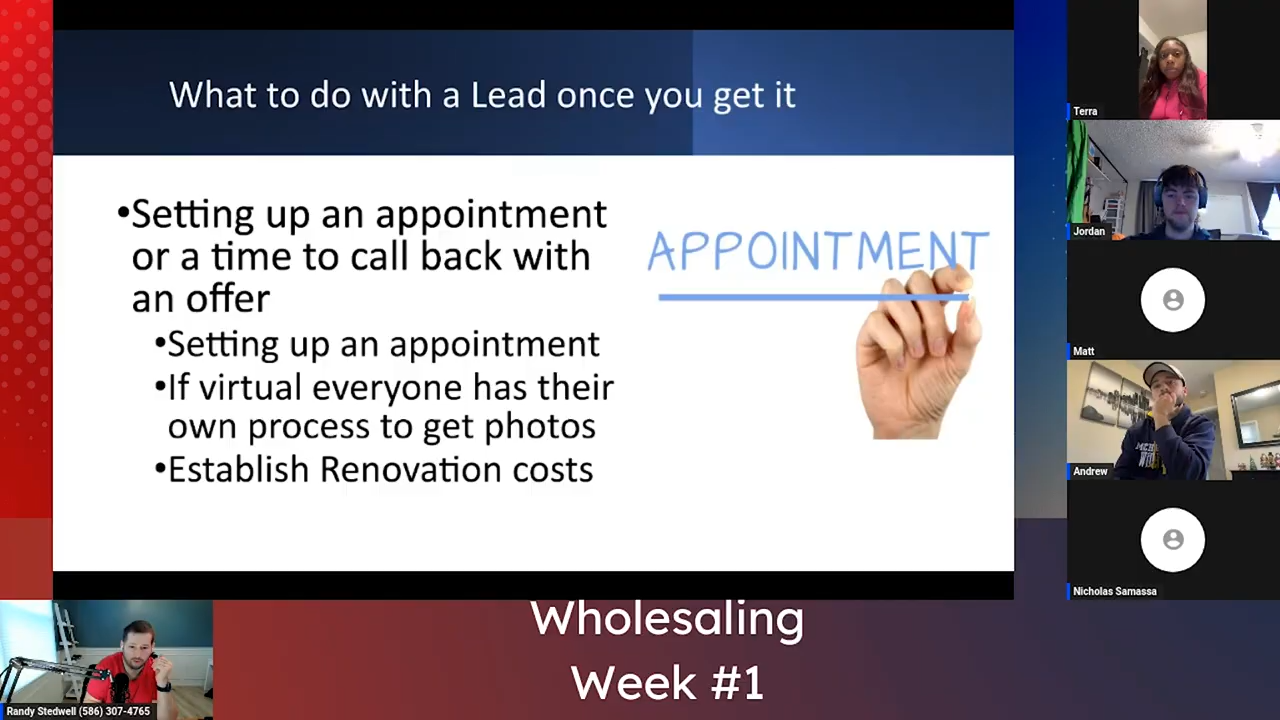 What to do with a Lead once you get it
•Setting up an appointment
or a time to call back with
an offer
•Setting up an appointment
•If virtual everyone has their
own process to get photos
•Establish Renovation costs
APPOINTMENT
Terra
Jordan
Matt
Andrew
Nicholas Samassa
Wholesaling
Week #1
Randy Stedwell (586) 307-4765